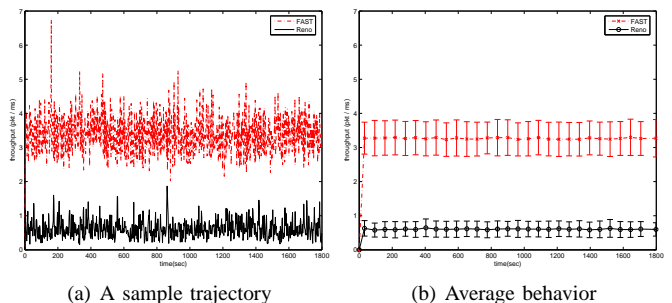 7
6
5
4
3
2
1
0
throughput (pkt / ms)
0 200 400 600 800 1000 1200 1400 1600 1800
time(sec)
FAST
Reno
(a) A sample trajectory
7
6
5
4
3
2
1
0
throughput (pkt / ms)
0 200 400 600 800 1000 1200 1400 1600 1800
time(sec)
FAST
Reno
(b) Average behavior